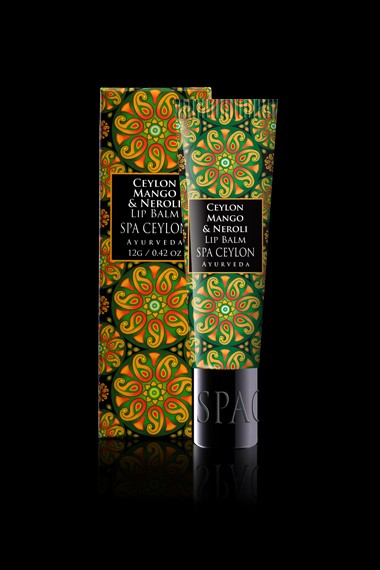 Ceylon
Mango
& Neroli
Lip Balm
SPA CEYLON
Ayurveda
12g / 0.42 oz
Ceylon
Mango
& Neroli
Lip Balm
SPA CEYLON
Ayurveda
SPA C